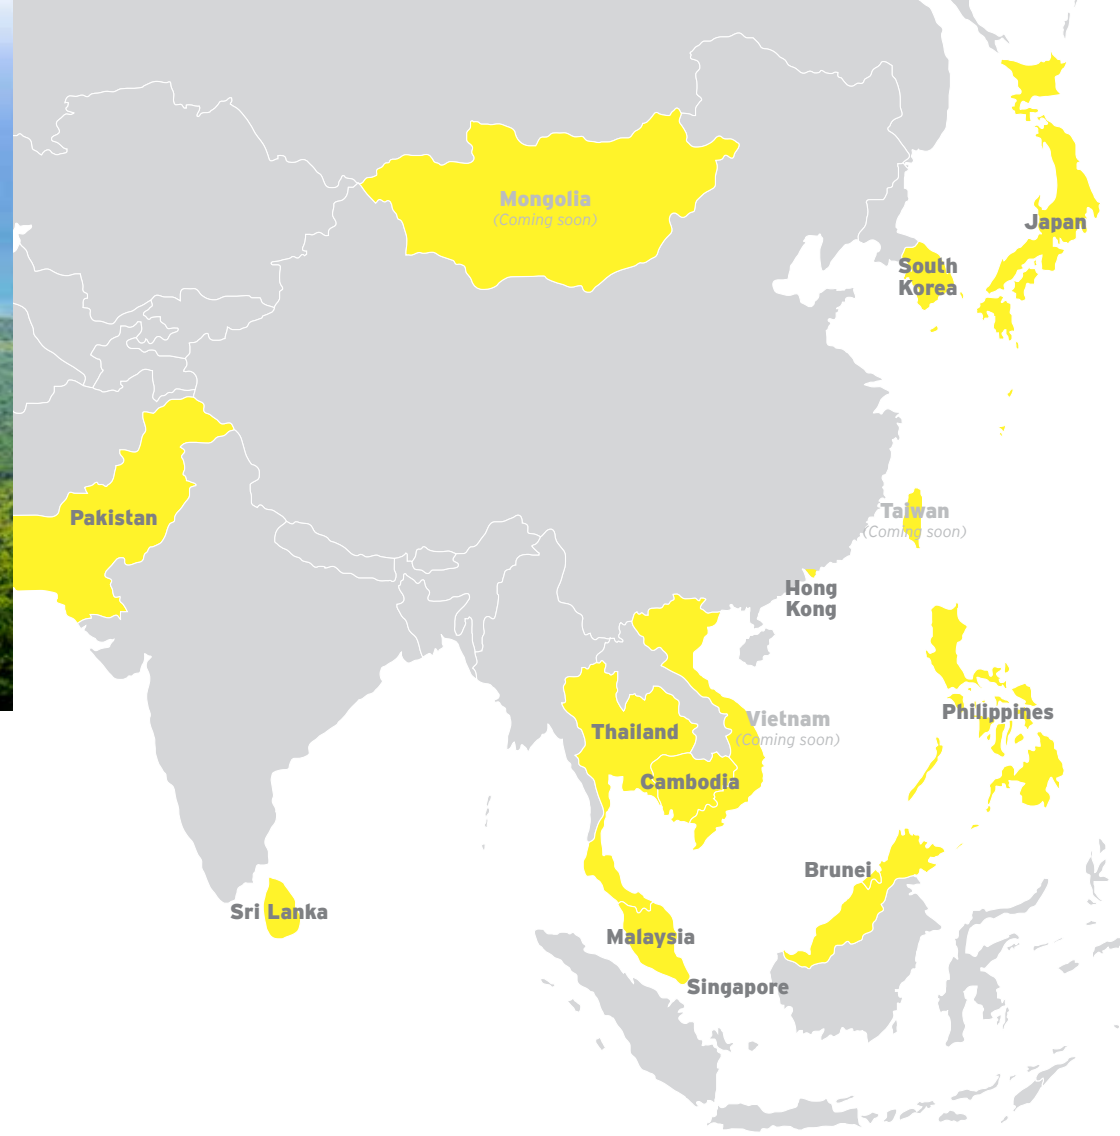 Mongolia
(Coming soon)
Japan
South
Korea
Pakistan
Taiwan
(Coming soon)
Hong
Kong
Philippines
Vietnam
(Coming soon)
Thailand
Cambodia
Brunei
Sri Lanka
Malaysia
Singapore